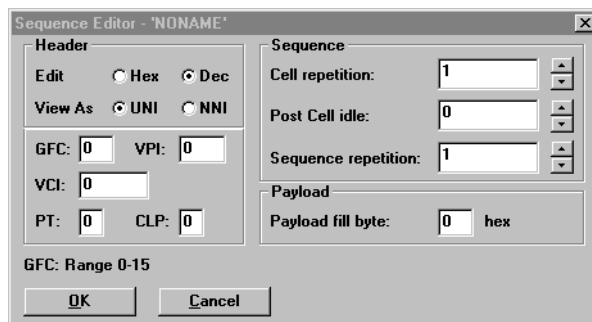 Sequence Editor - 'NONAME'
Header
Edit Hex Dec
View As UNI NNI
GFC: 0 VPI: 0
VCI: 0
PT: 0 CLP: 0
Sequence
Cell repetition: 1
Post Cell idle: 0
Sequence repetition: 1
Payload
Payload fill byte: 0 hex
GFC: Range 0-15
OK Cancel